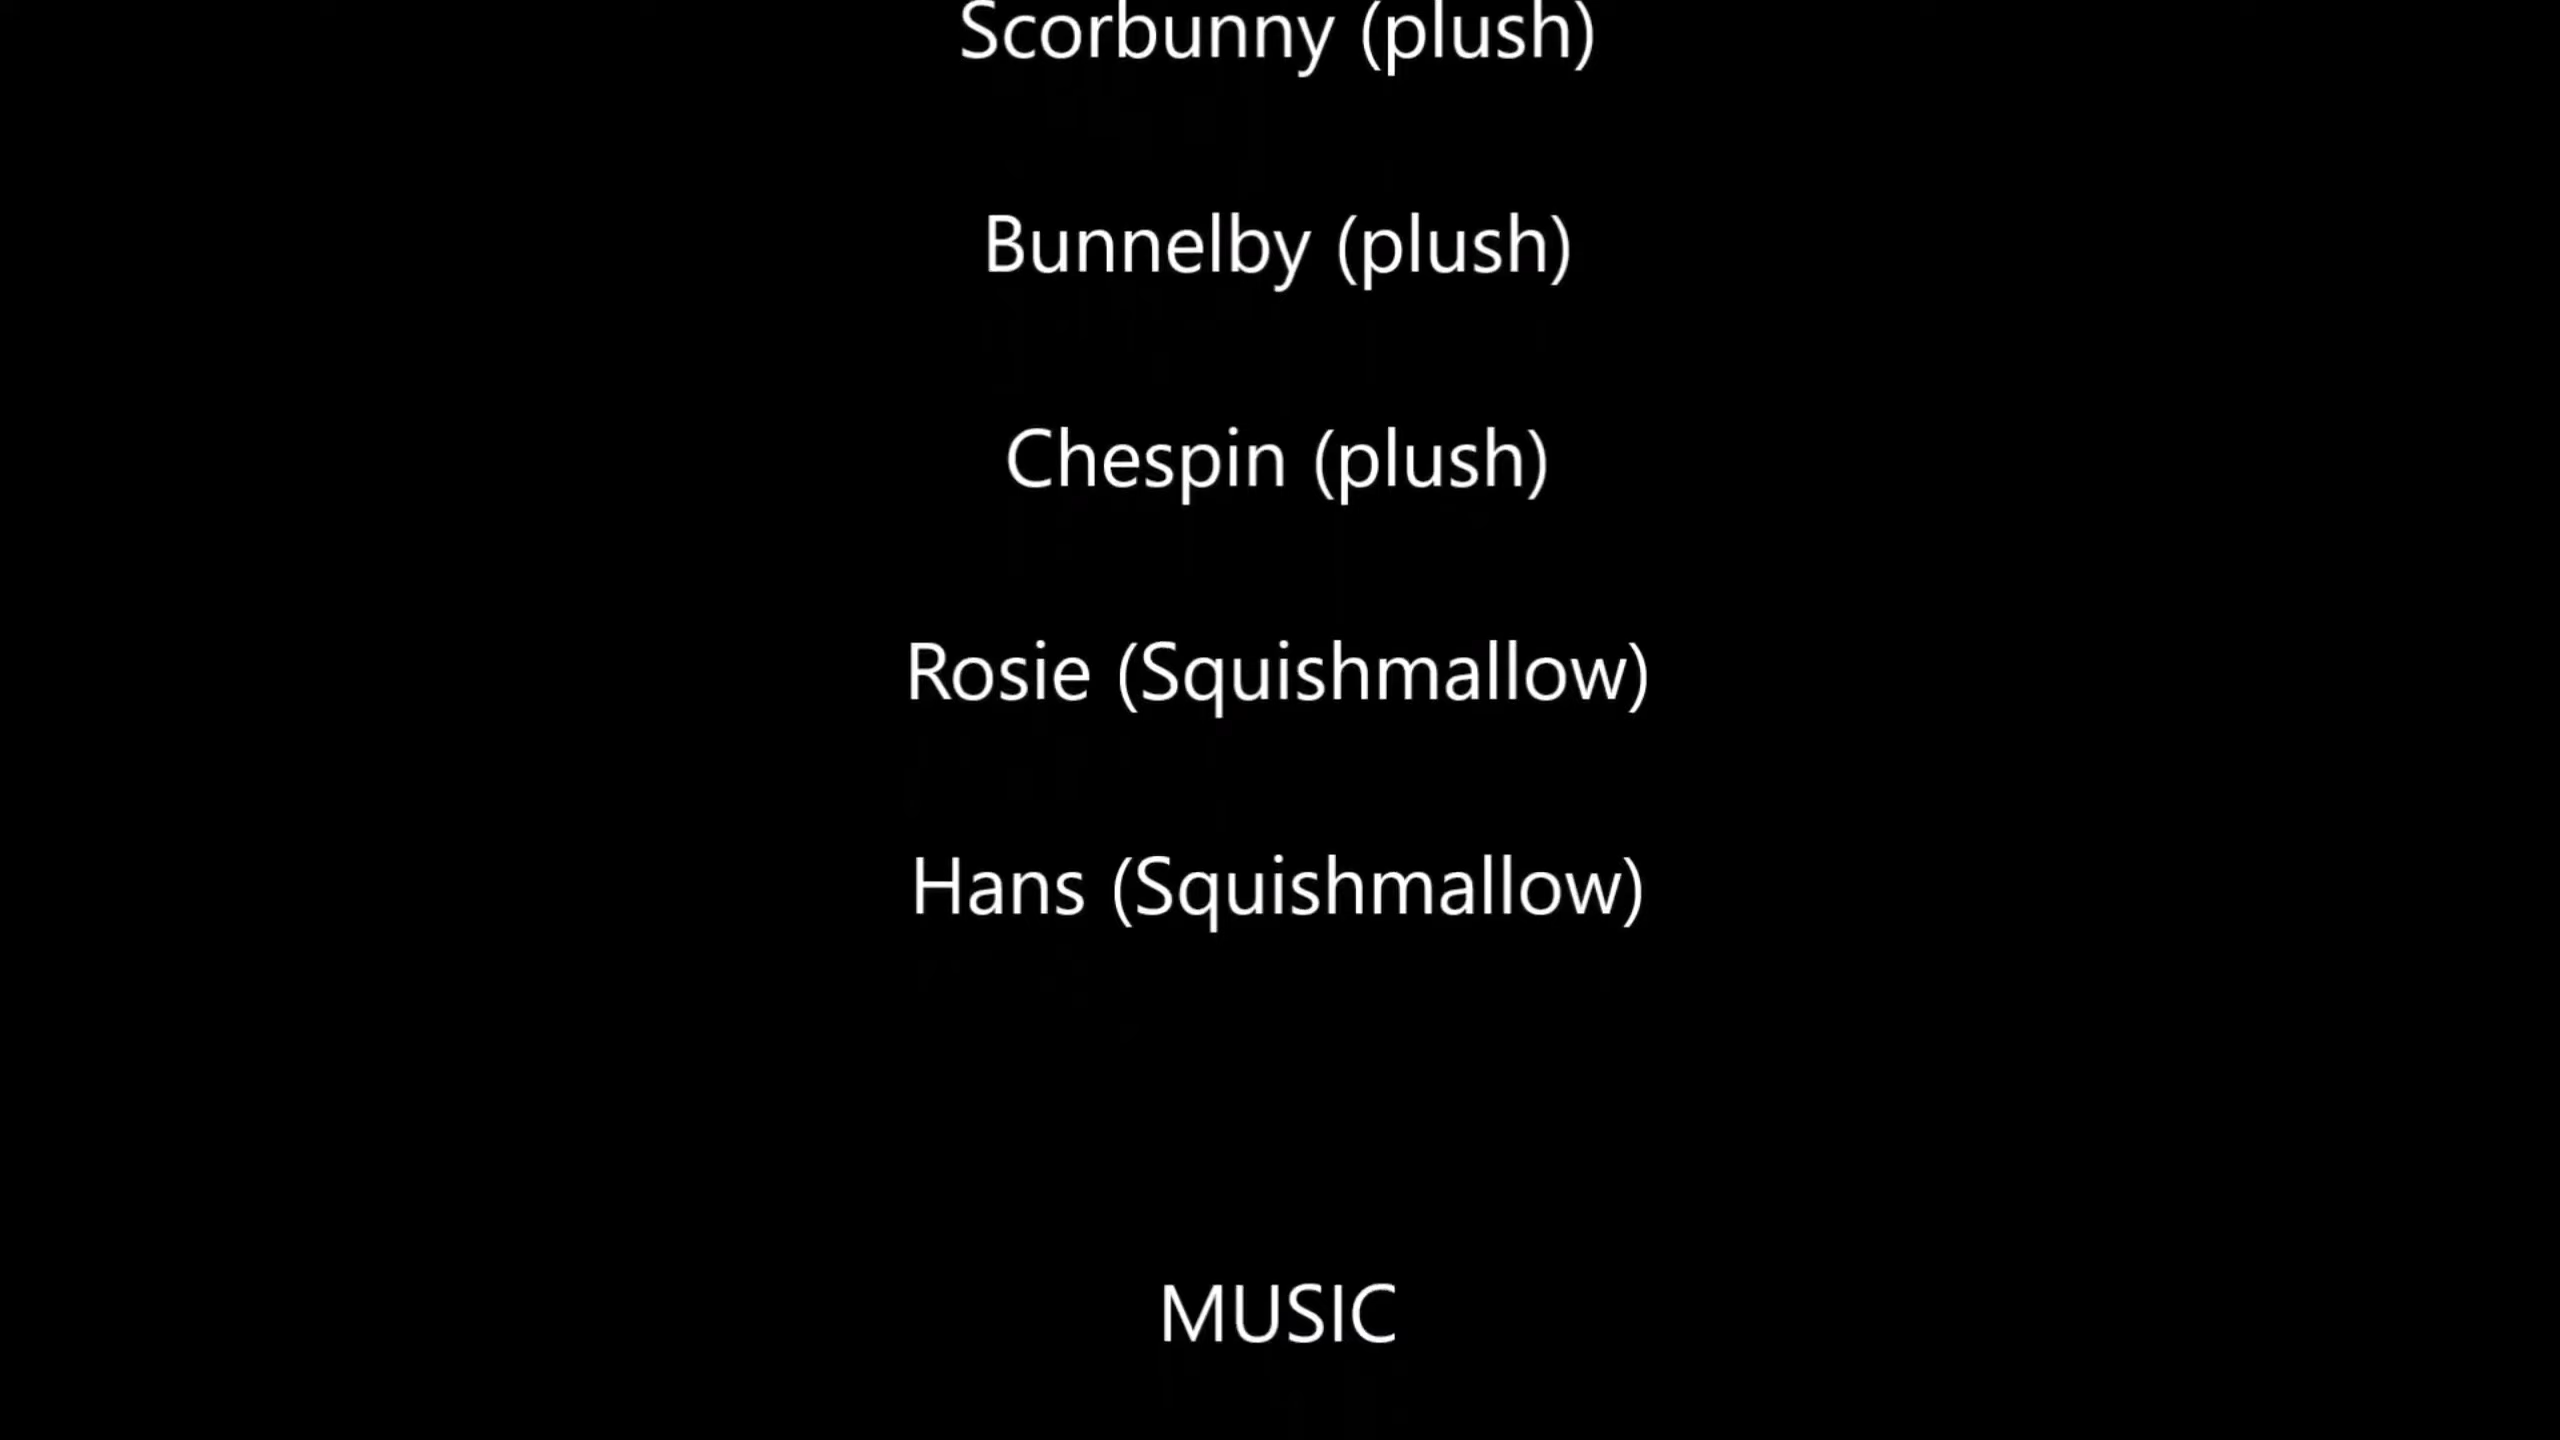 Scorbunny (plush)
Bunnelby (plush)
Chespin (plush)
Rosie (Squishmallow)
Hans (Squishmallow)
MUSIC